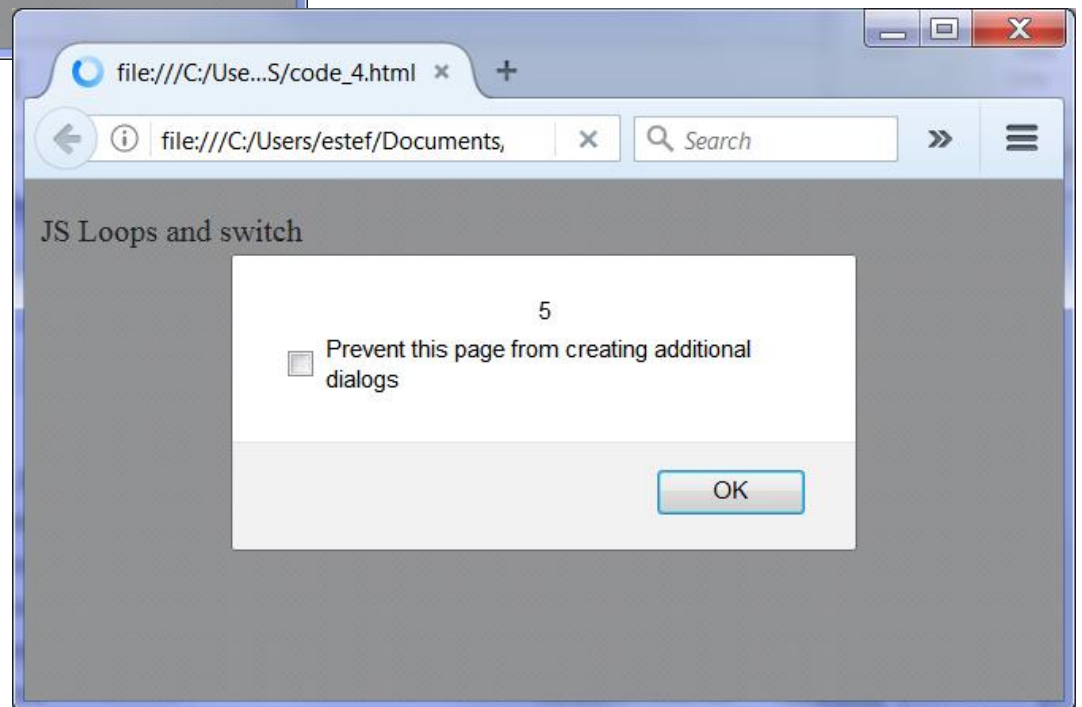 file:///C:/Use...S/code_4.html
file:///C:/Users/estef/Documents,
Search
JS Loops and switch
5
Prevent this page from creating additional
dialogs
OK